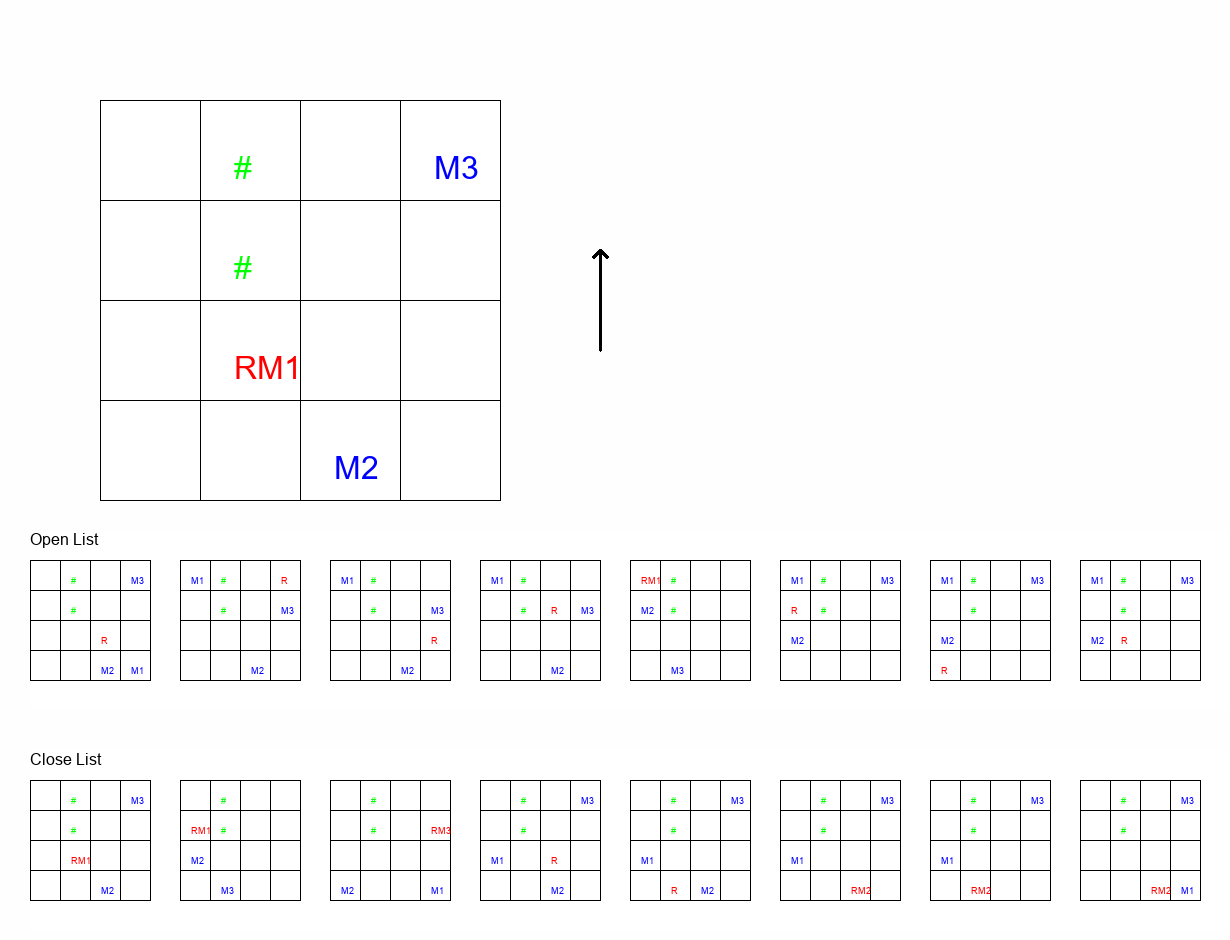 # M3
#
RM1
M2
Open List
# M3 M1 # R M1 # M1 # RM1 # M1 # M3 M1 # M3 M1 # M3
# # M3 # M3 # R M3 M2 # R # # #
R R M2 M2 M2 R
M2 M1 M2 M2 M2 M3 R
Close List
# M3 # # # M3 # M3 # M3 # M3 # M3
# RM1 # # RM3 # # # # #
RM1 M2 M1 R M1 M1 M1
M2 M3 M2 M1 M2 R M2 RM2 RM2 RM2 M1